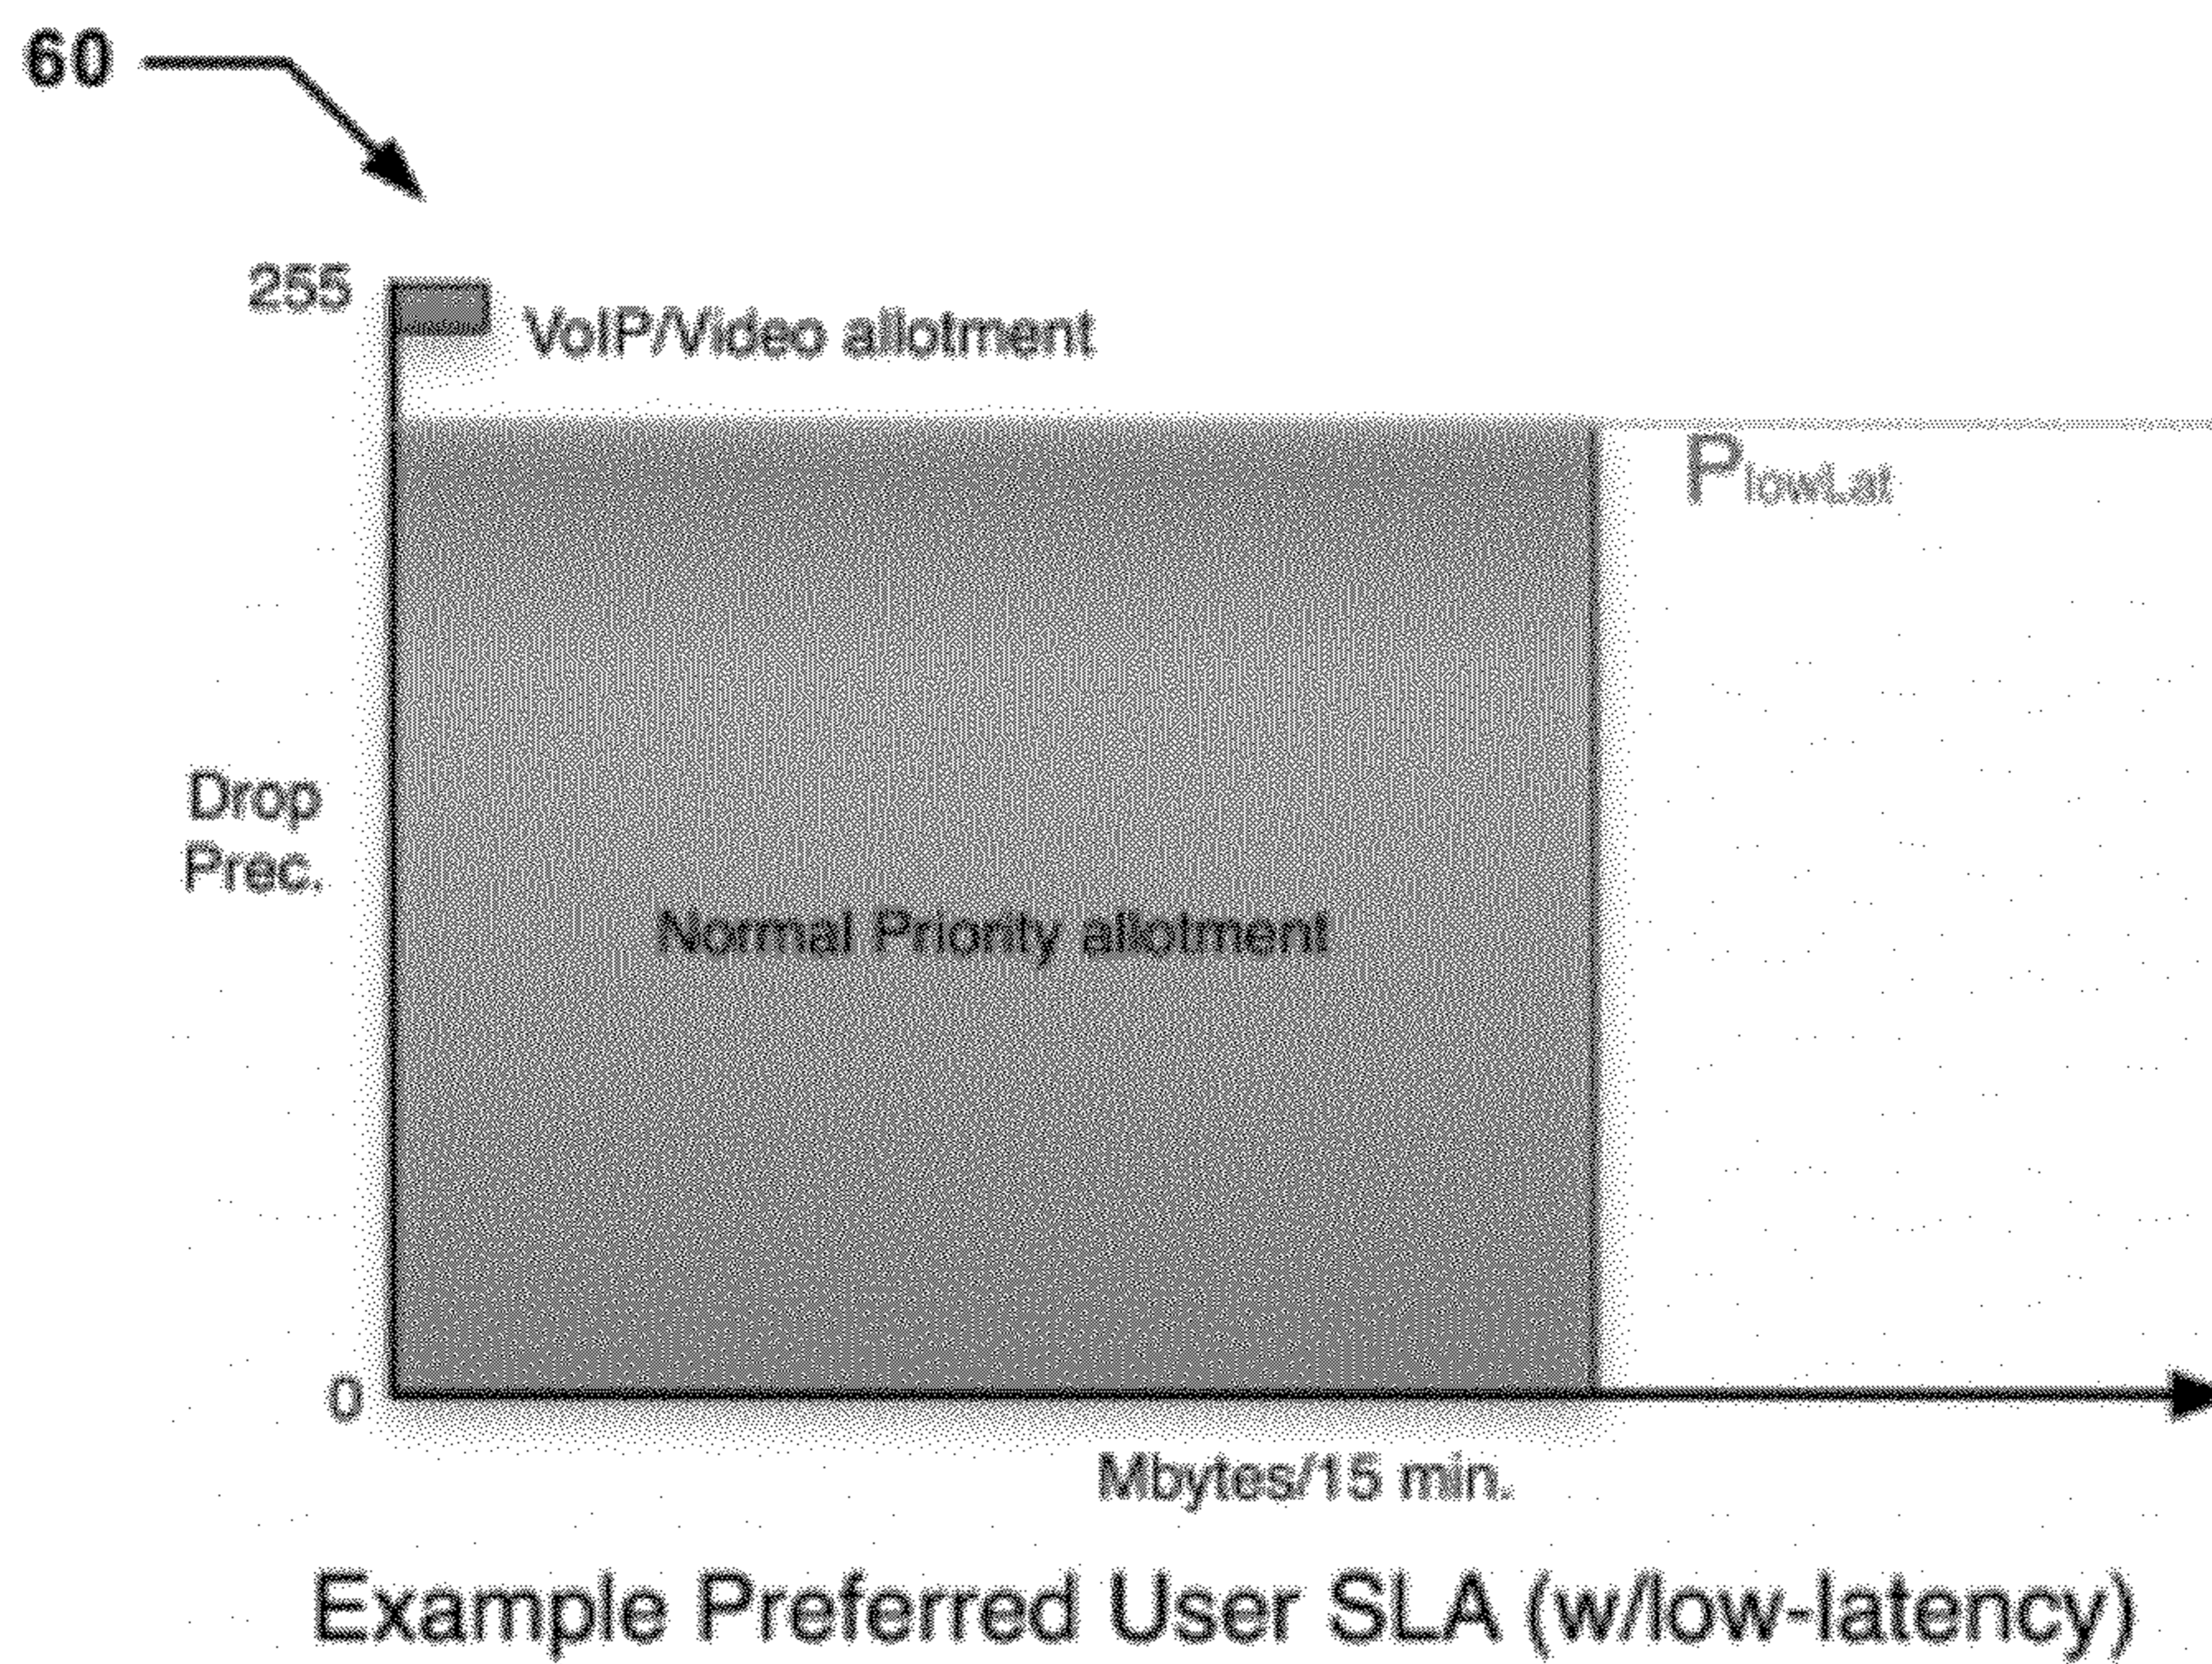 60
255
VoIP/Video allotment
PlowLat
Drop
Prec.
Normal Priority allotment
0
Mbytes/15 min.
Example Preferred User SLA (w/low-latency)